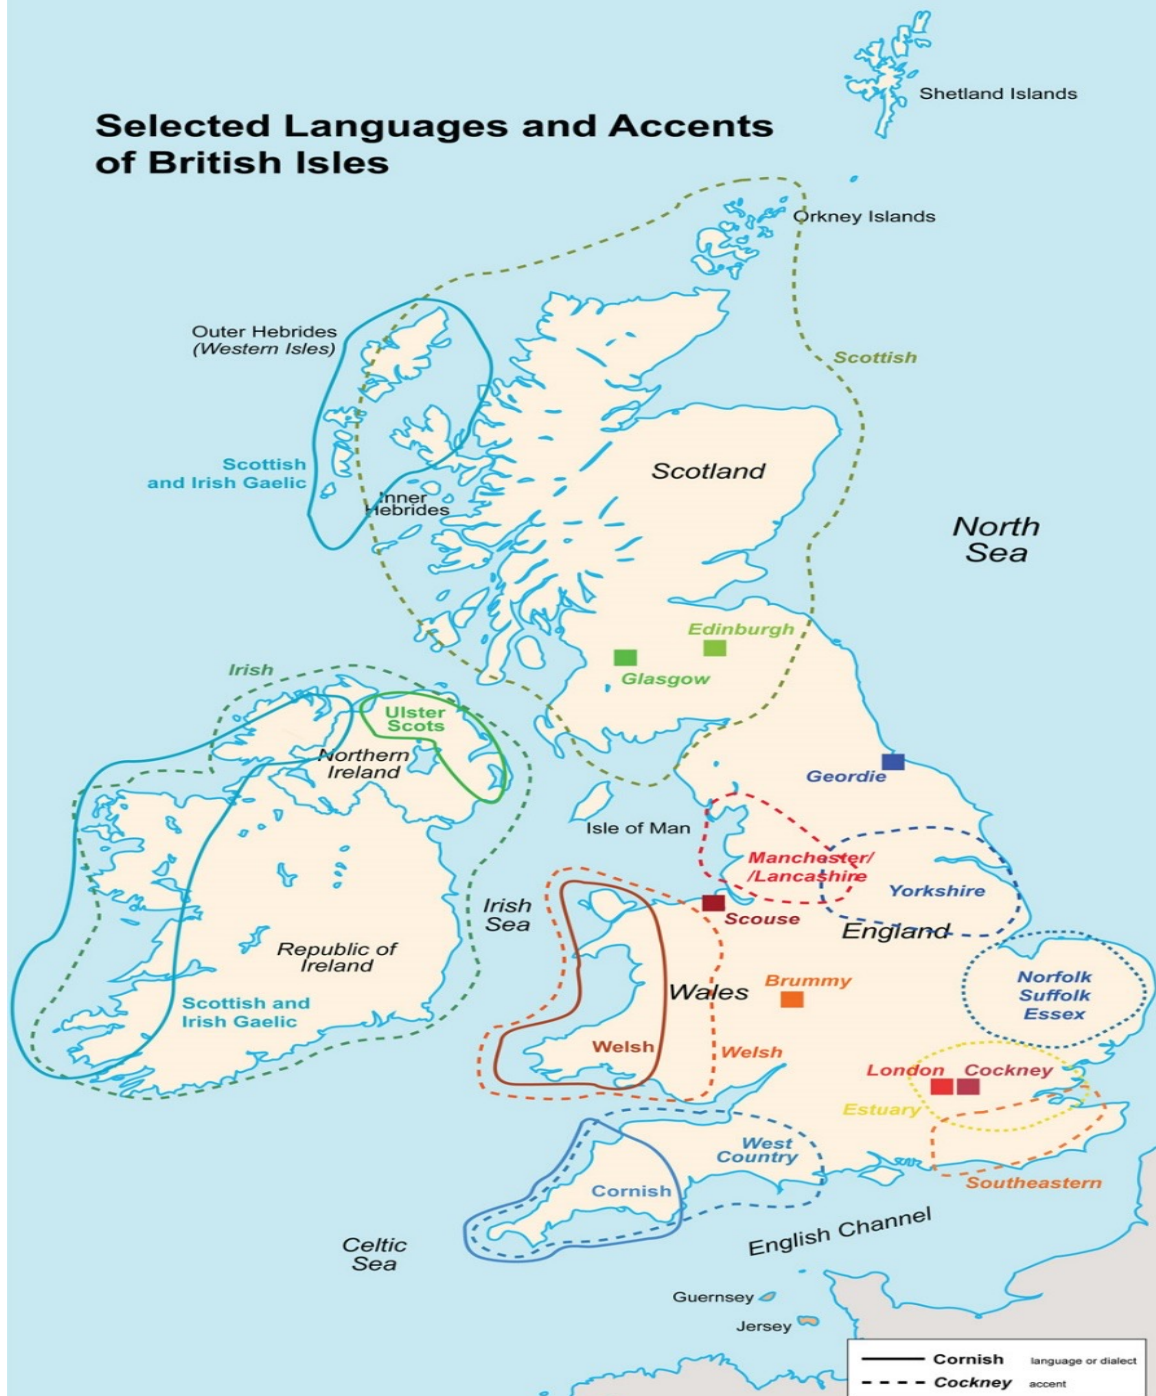 Shetland Islands
Selected Languages and Accents
of British Isles
Orkney Islands
Outer Hebrides
(Western Isles)
Scottish
Scottish
and Irish Gaelic
Scotland
Inner
Hebrides
North
Sea
Edinburgh
Glasgow
Irish
Ulster
Scots
Northern
Ireland
Geordie
Isle of Man
Manchester/
/Lancashire
Yorkshire
Irish
Sea
Scouse
England
Republic of
Ireland
Norfolk
Suffolk
Essex
Brummy
Wales
Scottish and
Irish Gaelic
Welsh
Welsh
London
Cockney
Estuary
West
Country
Cornish
Southeastern
English Channel
Celtic
Sea
Guernsey
Jersey
Cornish language or dialect
Cockney accent